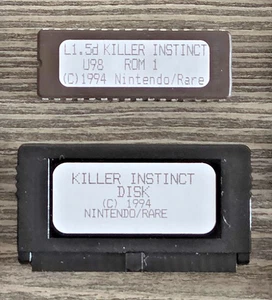 L1.5d KILLER INSTINCT
U98 ROM 1
(C)1994 Nintendo/Rare
KILLER INSTINCT
DISK
(C) 1994
NINTENDO/RARE